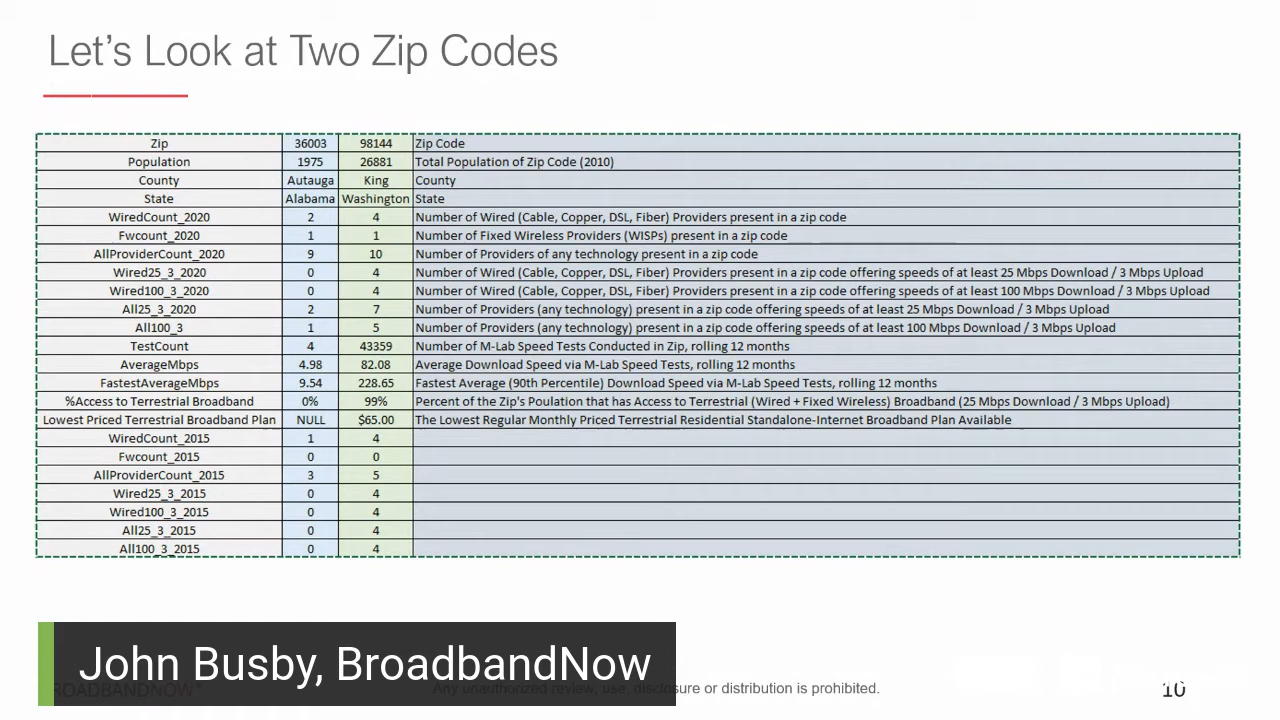 Let's Look at Two Zip Codes
Zip 36003 98144 Zip Code
Population 1975 26881 Total Population of Zip Code (2010)
County Autauga King County
State Alabama Washington State
WiredCount_2020 2 4 Number of Wired (Cable, Copper, DSL, Fiber) Providers present in a zip code
Fwcount_2020 1 1 Number of Fixed Wireless Providers (WISPs) present in a zip code
AllProviderCount_2020 9 10 Number of Providers of any technology present in a zip code
Wired25_3_2020 0 4 Number of Wired (Cable, Copper, DSL, Fiber) Providers present in a zip code offering speeds of at least 25 Mbps Download / 3 Mbps Upload
Wired100_3_2020 0 4 Number of Wired (Cable, Copper, DSL, Fiber) Providers present in a zip code offering speeds of at least 100 Mbps Download / 3 Mbps Upload
All25_3_2020 2 7 Number of Providers (any technology) present in a zip code offering speeds of at least 25 Mbps Download / 3 Mbps Upload
All100_3 1 5 Number of Providers (any technology) present in a zip code offering speeds of at least 100 Mbps Download / 3 Mbps Upload
TestCount 4 43359 Number of M-Lab Speed Tests Conducted in Zip, rolling 12 months
AverageMbps 4.98 82.08 Average Download Speed via M-Lab Speed Tests, rolling 12 months
FastestAverageMbps 9.54 228.65 Fastest Average (90th Percentile) Download Speed via M-Lab Speed Tests, rolling 12 months
%Access to Terrestrial Broadband 0% 99% Percent of the Zip's Poulation that has Access to Terrestrial (Wired + Fixed Wireless) Broadband (25 Mbps Download / 3 Mbps Upload)
Lowest Priced Terrestrial Broadband Plan NULL $65.00 The Lowest Regular Monthly Priced Terrestrial Residential Standalone-Internet Broadband Plan Available
WiredCount_2015 1 4
Fwcount_2015 0 0
AllProviderCount_2015 3 5
Wired25_3_2015 0 4
Wired100_3_2015 0 4
All25_3_2015 0 4
All100_3_2015 0 4
John Busby, BroadbandNow
BROADBANDNOW Any unauthorized review, use, disclosure or distribution is prohibited. 10